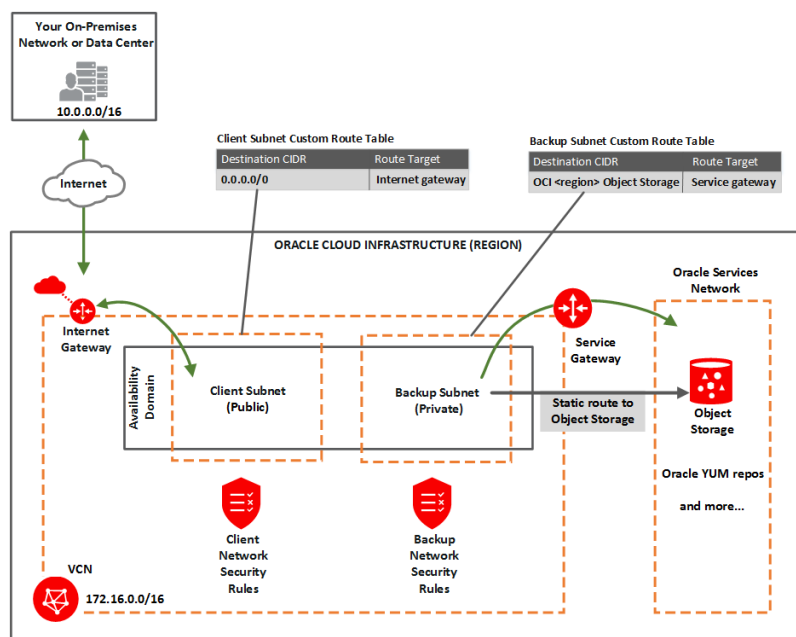 Your On-Premises
Network or Data Center
10.0.0.0/16
Internet
Client Subnet Custom Route Table
Destination CIDR Route Target
0.0.0.0/0 Internet gateway
Backup Subnet Custom Route Table
Destination CIDR Route Target
OCI <region> Object Storage Service gateway
ORACLE CLOUD INFRASTRUCTURE (REGION)
Oracle Services
Network
Internet
Gateway
Service
Gateway
Availability
Domain
Client Subnet
(Public)
Backup Subnet
(Private)
Static route to
Object Storage
Object
Storage
Oracle YUM repos
and more...
Client
Network
Security
Rules
Backup
Network
Security
Rules
VCN
172.16.0.0/16